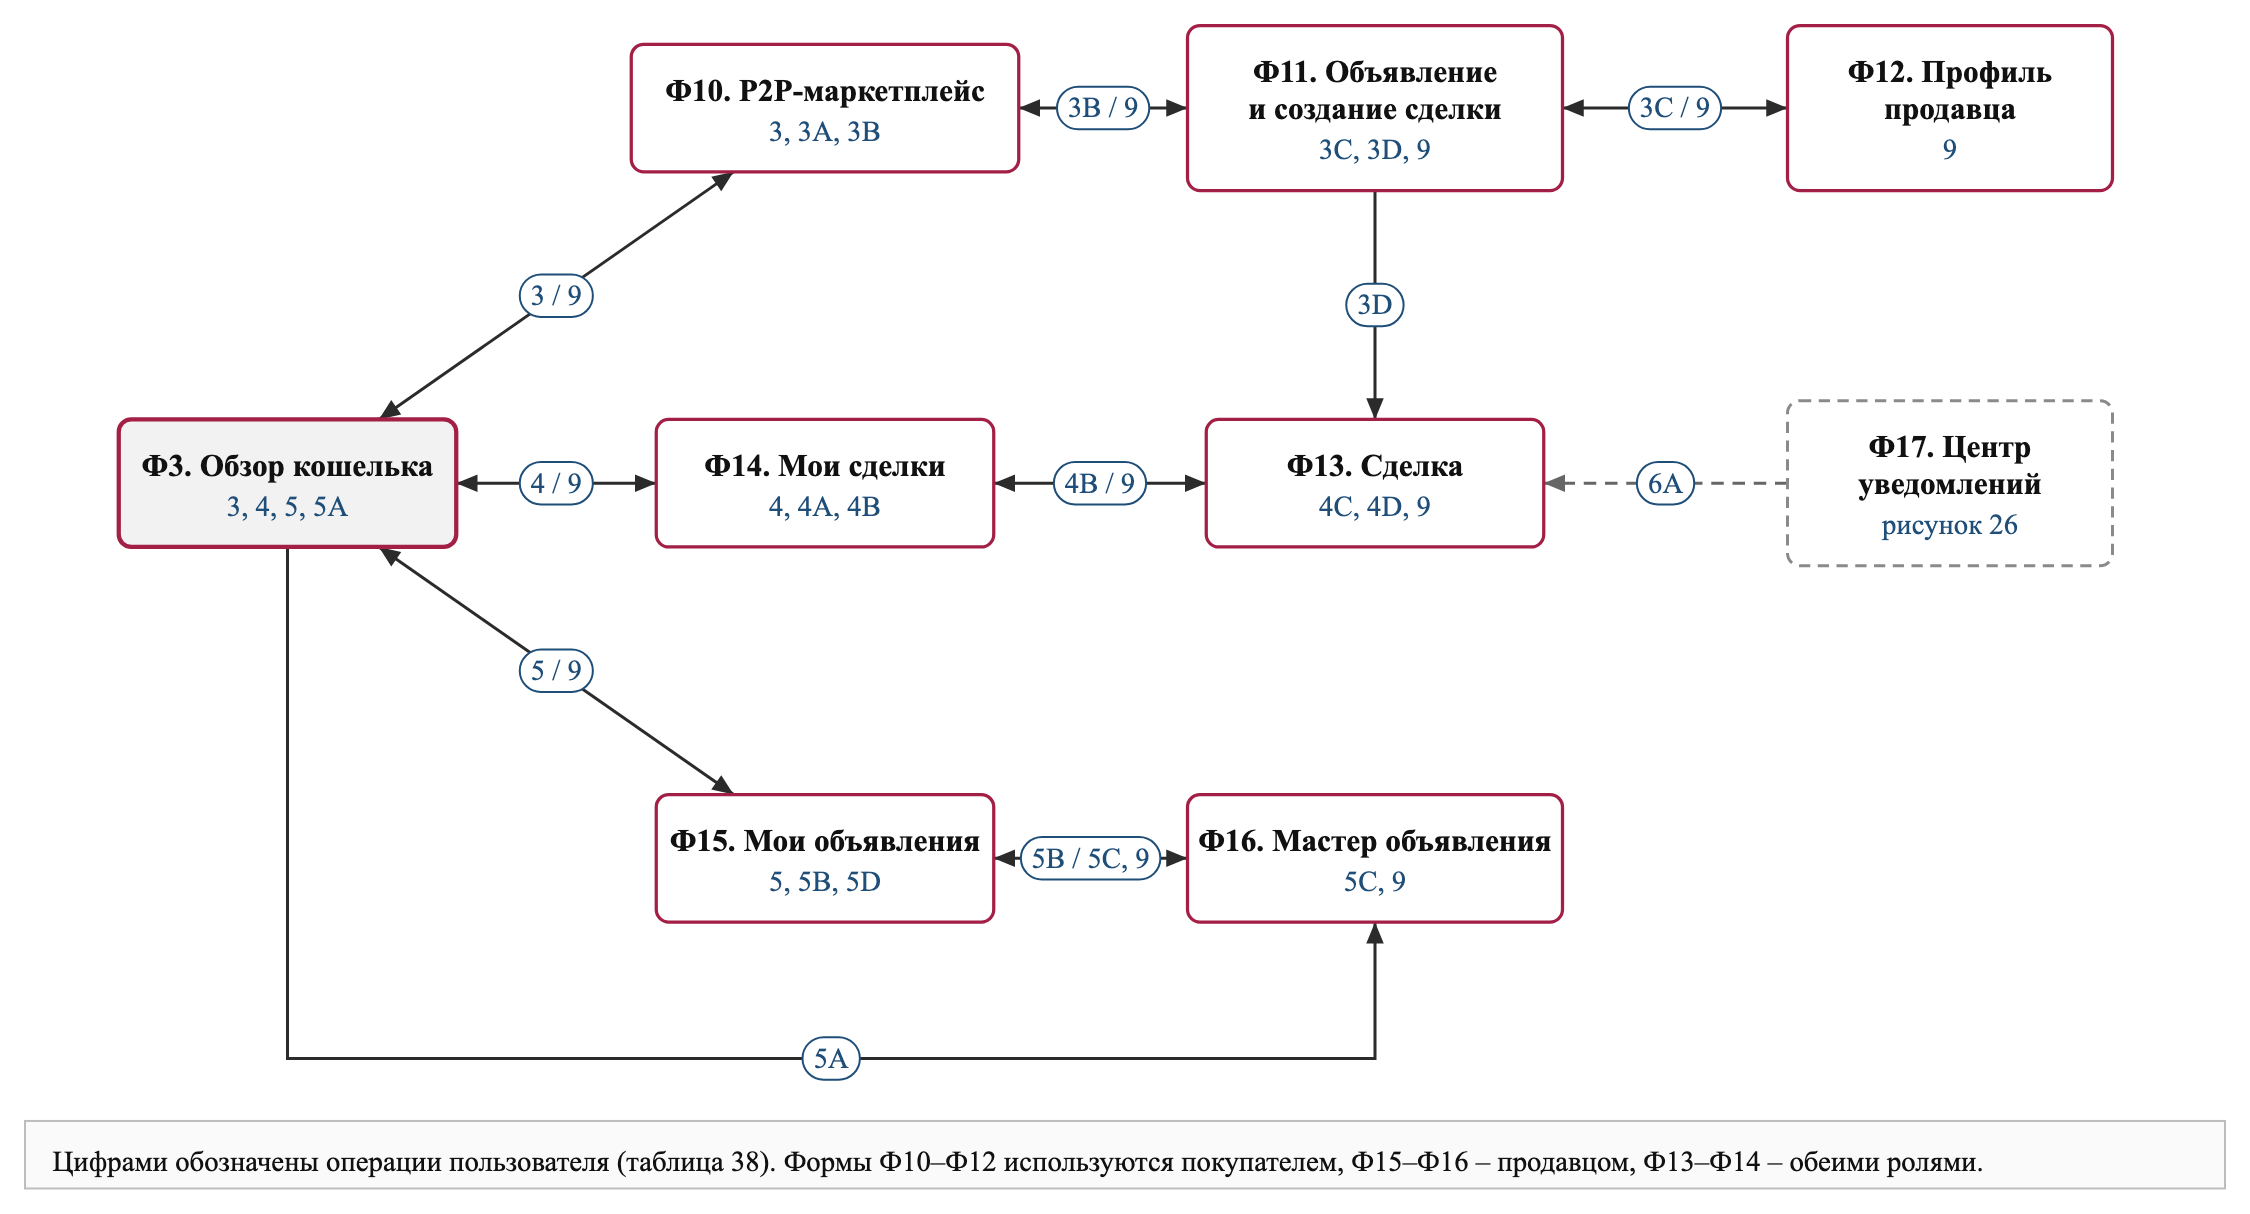 Ф10. P2P-маркетплейс
3, 3A, 3B
3B / 9
Ф11. Объявление
и создание сделки
3C, 3D, 9
3C / 9
Ф12. Профиль
продавца
9
3 / 9
3D
Ф3. Обзор кошелька
3, 4, 5, 5A
4 / 9
Ф14. Мои сделки
4, 4A, 4B
4B / 9
Ф13. Сделка
4C, 4D, 9
6A
Ф17. Центр
уведомлений
рисунок 26
5 / 9
Ф15. Мои объявления
5, 5B, 5D
5B / 5C, 9
Ф16. Мастер объявления
5C, 9
5A
Цифрами обозначены операции пользователя (таблица 38). Формы Ф10–Ф12 используются покупателем, Ф15–Ф16 – продавцом, Ф13–Ф14 – обеими ролями.